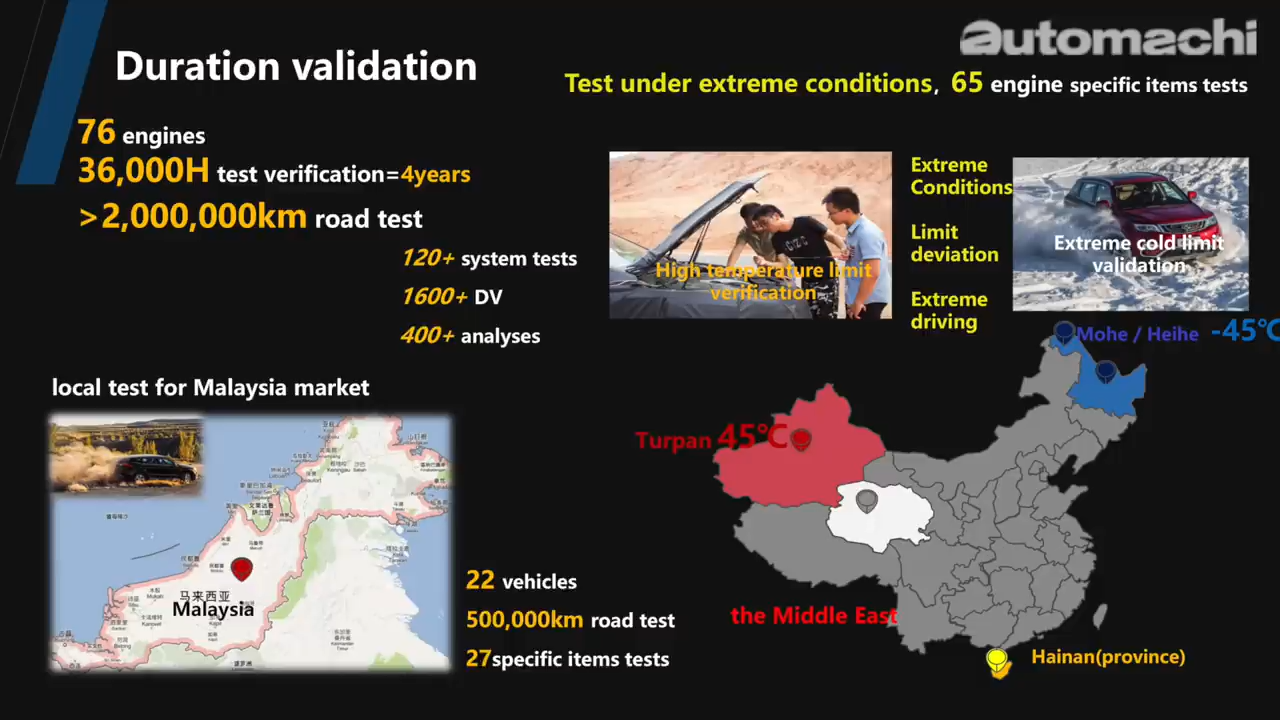 automachi
Duration validation
Test under extreme conditions, 65 engine specific items tests
76 engines
36,000H test verification=4years
>2,000,000km road test
120+ system tests
1600+ DV
400+ analyses
High temperature limit
verification
Extreme
Conditions
Limit
deviation
Extreme
driving
Extreme cold limit
validation
Mohe / Heihe -45℃
Turpan 45℃
local test for Malaysia market
马来西亚
Malaysia
22 vehicles
500,000km road test
27specific items tests
the Middle East
Hainan(province)